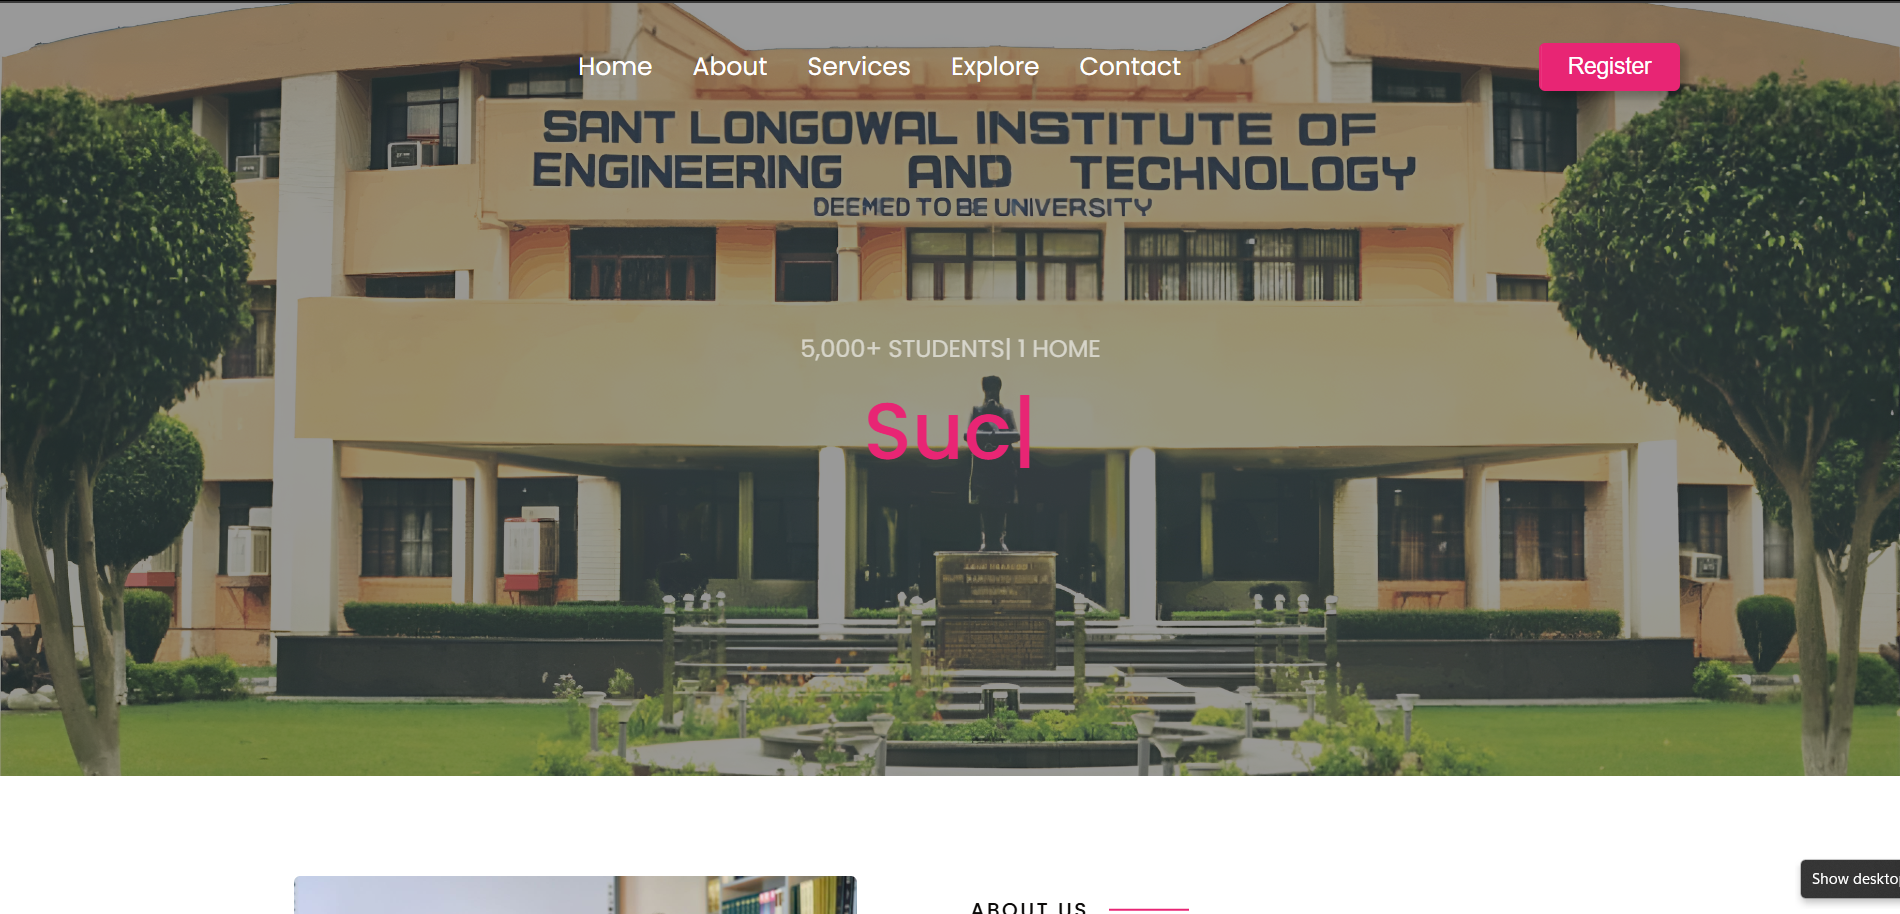 Home About Services Explore Contact Register
SANT LONGOWAL INSTITUTE OF
ENGINEERING AND TECHNOLOGY
DEEMED TO BE UNIVERSITY
5,000+ STUDENTS| 1 HOME
Suc|
Show desktop
ABOUT US